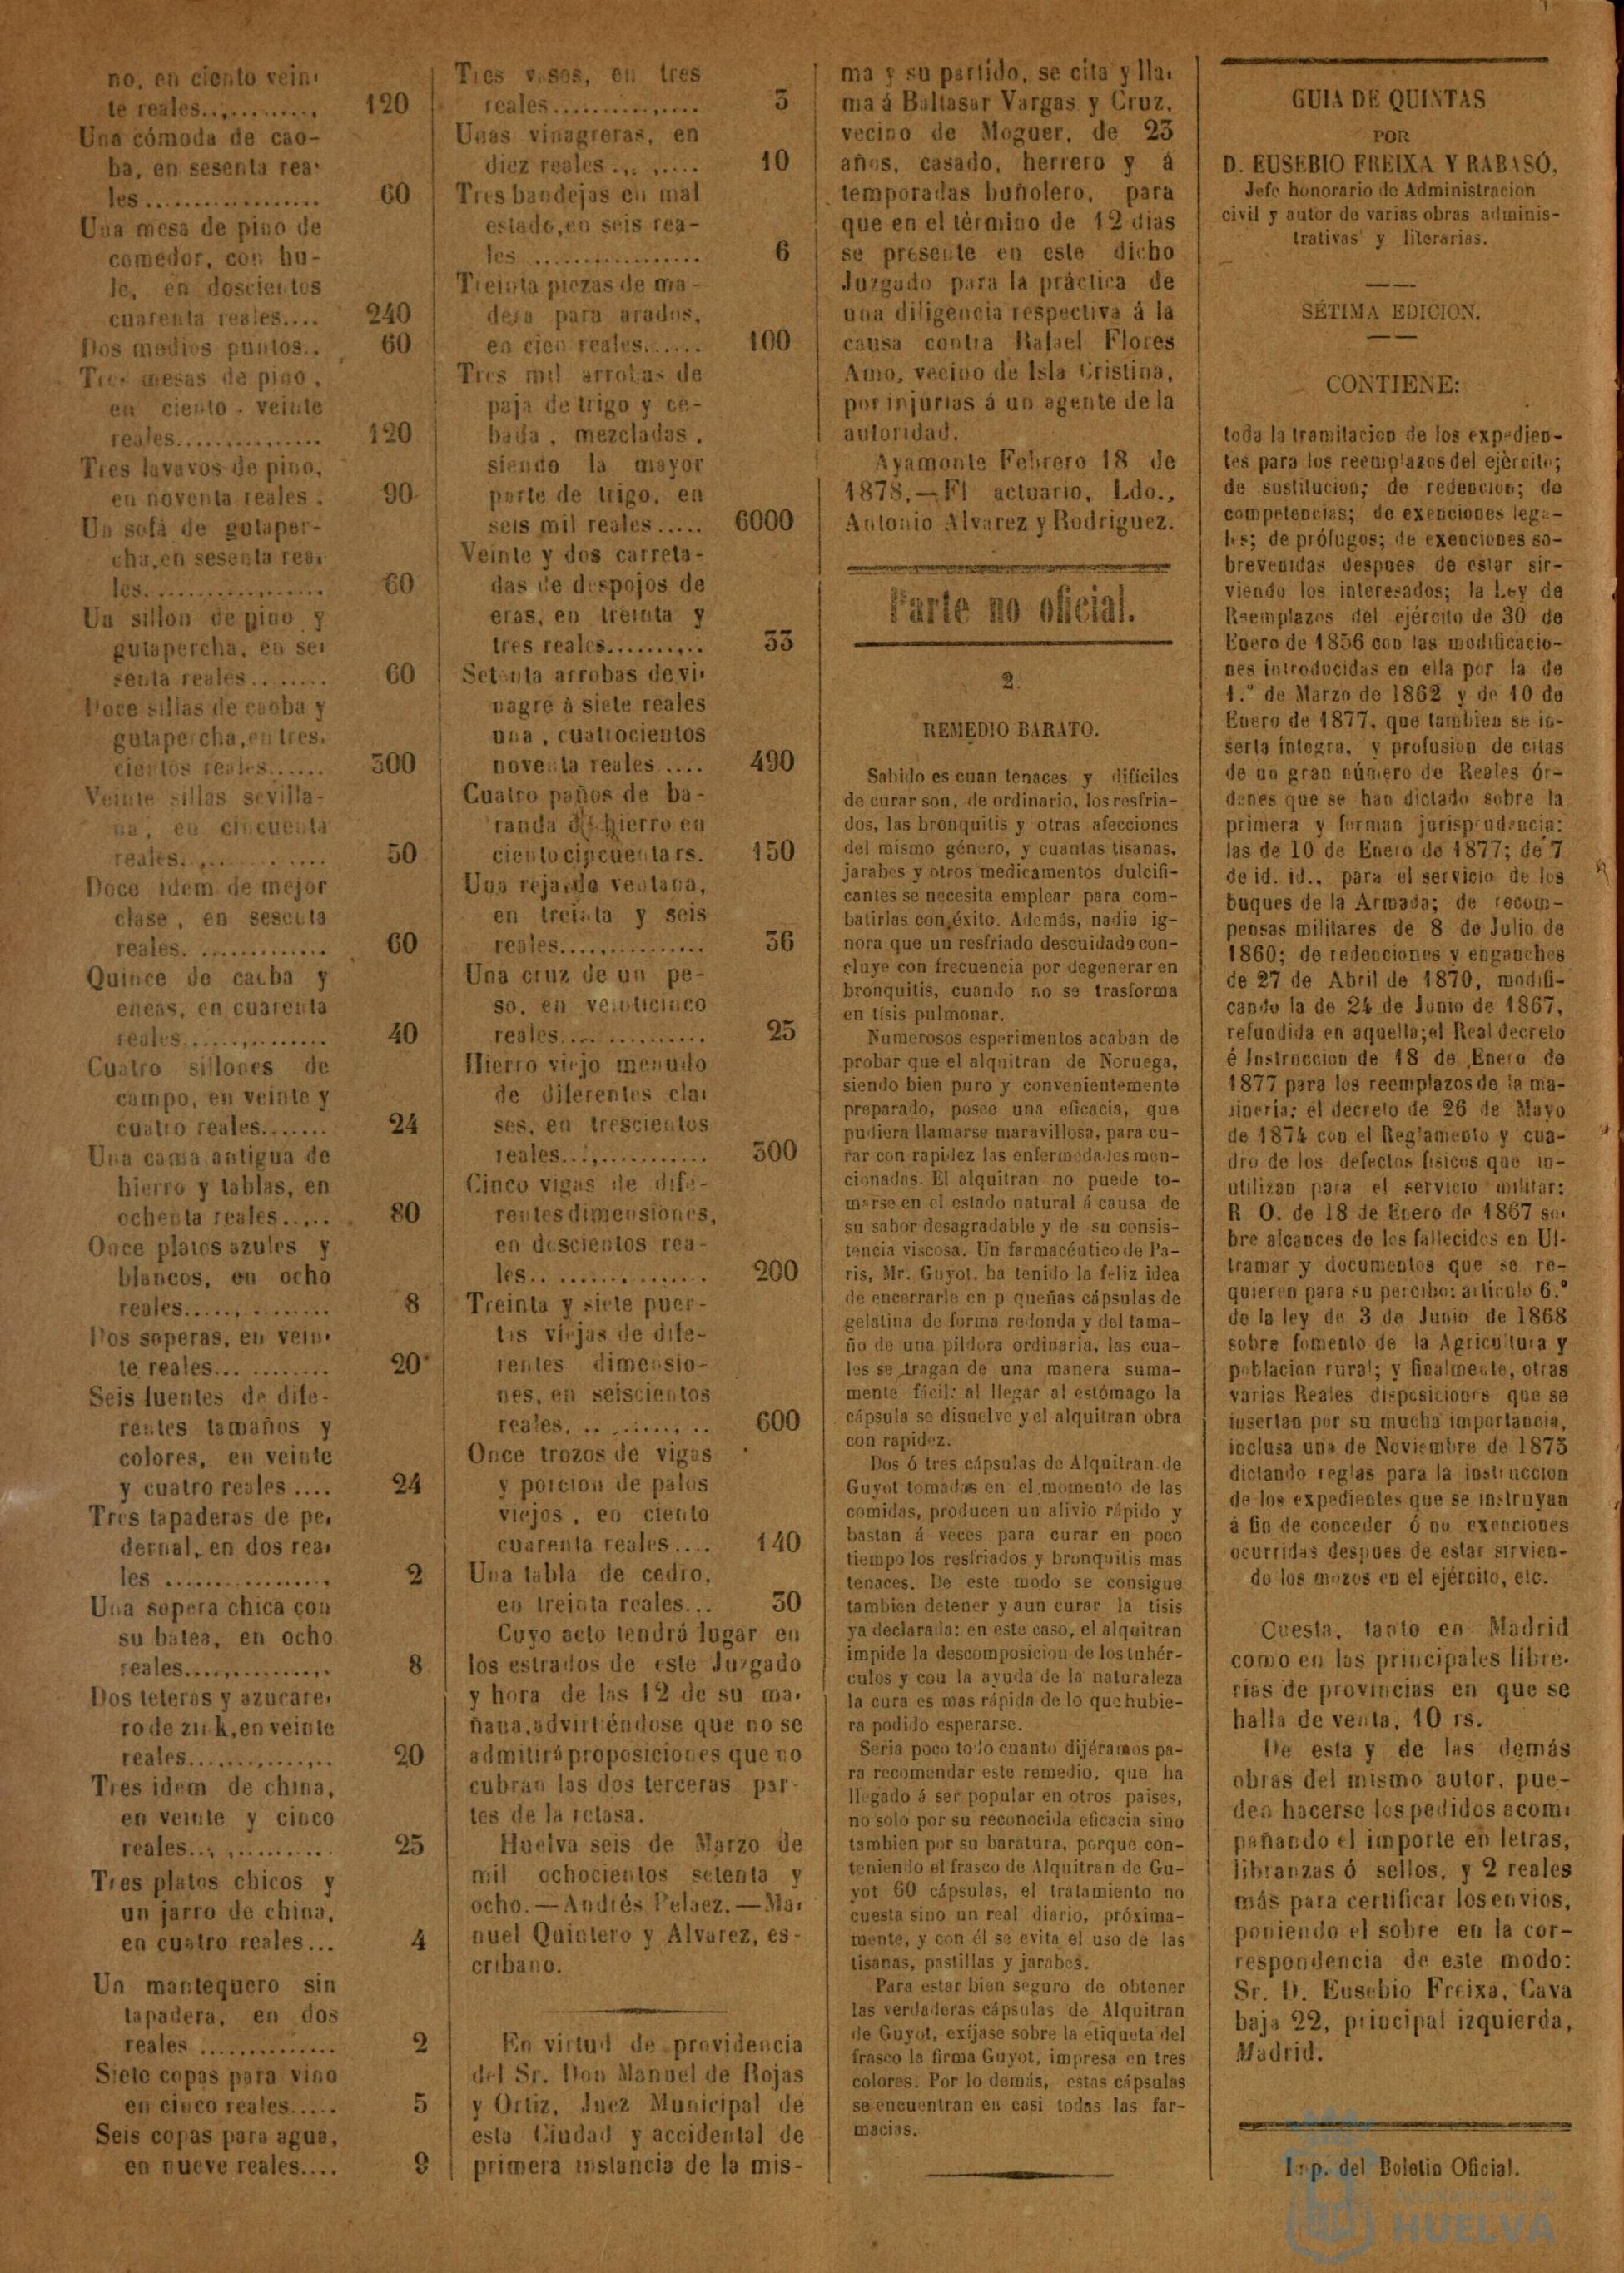 no, en ciento vein-
te reales............ 120
Una cómoda de cao-
ba, en sesenta rea-
les.................. 60
Una mesa de pino de
comedor, con hu-
le, en doscientos
cuarenta reales.... 240
Dos medios puntos.. 60
Tres mesas de pino,
en ciento veinte
reales............... 120
Tres lavavos de pino,
en noventa reales. 90
Un sofá de gutaper-
cha, en sesenta rea-
les.................. 60
Un sillon de pino y
gutapercha, en se-
senta reales........ 60
Doce sillas de caoba y
gutapercha, en tres-
cientos reales...... 300
Veinte sillas sevilla-
na, en cincuenta
reales............... 50
Doce idem de mejor
clase, en sesenta
reales............... 60
Quince de caoba y
eneas, en cuarenta
reales............... 40
Cuatro sillones de
campo, en veinte y
cuatro reales....... 24
Una cama antigua de
hierro y tablas, en
ochenta reales...... 80
Once platos azules y
blancos, en ocho
reales............... 8
Dos soperas, en vein-
te reales............ 20
Seis fuentes de dife-
rentes tamaños y
colores, en veinte
y cuatro reales.... 24
Tres tapaderas de pe-
dernal, en dos rea-
les.................. 2
Una sopera chica con
su batea, en ocho
reales............... 8
Dos teteros y azucare-
ro de zink, en veinte
reales............... 20
Tres idem de china,
en veinte y cinco
reales............... 25
Tres platos chicos y
un jarro de china,
en cuatro reales... 4
Un mantequero sin
tapadera, en dos
reales............... 2
Siete copas para vino
en cinco reales..... 5
Seis copas para agua,
en nueve reales.... 9
Tres vasos, en tres
reales............... 3
Unas vinagreras, en
diez reales......... 10
Tres bandejas en mal
estado, en seis rea-
les.................. 6
Treinta piezas de ma-
dera para arados,
en cien reales...... 100
Tres mil arrobas de
paja de trigo y ce-
bada, mezcladas,
siendo la mayor
parte de trigo, en
seis mil reales..... 6000
Veinte y dos carreta-
das de despojos de
eras, en treinta y
tres reales.......... 33
Setenta arrobas de vi-
nagre á siete reales
una, cuatrocientos
noventa reales.... 490
Cuatro paños de ba-
randa de hierro en
ciento cincuenta rs. 150
Una reja de ventana,
en treinta y seis
reales............... 36
Una cruz de un pe-
so, en veinticinco
reales............... 25
Hierro viejo menudo
de diferentes cla-
ses, en trescientos
reales............... 300
Cinco vigas de dife-
rentes dimensiones,
en doscientos rea-
les.................. 200
Treinta y siete puer-
tas viejas de dife-
rentes dimensio-
nes, en seiscientos
reales............... 600
Once trozos de vigas
y porcion de palos
viejos, en ciento
cuarenta reales.... 140
Una tabla de cedro,
en treinta reales... 30
Cuyo acto tendrá lugar en
los estrados de este Juzgado
y hora de las 12 de su ma-
ñana, advirtiéndose que no se
admitirá proposiciones que no
cubran las dos terceras par-
tes de la retasa.
Huelva seis de Marzo de
mil ochocientos setenta y
ocho.—Andrés Pelaez.—Ma-
nuel Quintero y Alvarez, es-
cribano.
En virtud de providencia
del Sr. Don Manuel de Rojas
y Ortiz, Juez Municipal de
esta Ciudad y accidental de
primera instancia de la mis-
ma y su partido, se cita y lla-
ma á Baltasar Vargas y Cruz,
vecino de Moguer, de 23
años, casado, herrero y á
temporadas buñolero, para
que en el término de 12 dias
se presente en este dicho
Juzgado para la práctica de
una diligencia respectiva á la
causa contra Rafael Flores
Amo, vecino de Isla Cristina,
por injurias á un agente de la
autoridad.
Ayamonte Febrero 18 de
1878.—El actuario, Ldo.,
Antonio Alvarez y Rodriguez.
Parte no oficial.
2.
REMEDIO BARATO.
Sabido es cuan tenaces y difíciles
de curar son, de ordinario, los resfria-
dos, las bronquitis y otras afecciones
del mismo género, y cuantas tisanas,
jarabes y otros medicamentos dulcifi-
cantes se necesita emplear para com-
batirlas con éxito. Además, nadie ig-
nora que un resfriado descuidado con-
cluye con frecuencia por degenerar en
bronquitis, cuando no se trasforma
en tisis pulmonar.
Numerosos esperimentos acaban de
probar que el alquitran de Noruega,
siendo bien puro y convenientemente
preparado, posee una eficacia, que
pudiera llamarse maravillosa, para cu-
rar con rapidez las enfermedades men-
cionadas. El alquitran no puede to-
marse en el estado natural á causa de
su sabor desagradable y de su consis-
tencia viscosa. Un farmacéutico de Pa-
ris, Mr. Guyot, ha tenido la feliz idea
de encerrarle en pequeñas cápsulas de
gelatina de forma redonda y del tama-
ño de una píldora ordinaria, las cua-
les se tragan de una manera suma-
mente fácil: al llegar al estómago la
cápsula se disuelve y el alquitran obra
con rapidez.
Dos ó tres cápsulas de Alquitran de
Guyot tomadas en el momento de las
comidas, producen un alivio rápido y
bastan á veces para curar en poco
tiempo los resfriados y bronquitis mas
tenaces. De este modo se consigue
tambien detener y aun curar la tisis
ya declarada: en este caso, el alquitran
impide la descomposicion de los tubér-
culos y con la ayuda de la naturaleza
la cura es mas rápida de lo que hubie-
ra podido esperarse.
Seria poco todo cuanto dijéramos pa-
ra recomendar este remedio, que ha
llegado á ser popular en otros paises,
no solo por su reconocida eficacia sino
tambien por su baratura, porque con-
teniendo el frasco de Alquitran de Gu-
yot 60 cápsulas, el tratamiento no
cuesta sino un real diario, próxima-
mente, y con él se evita el uso de las
tisanas, pastillas y jarabes.
Para estar bien seguro de obtener
las verdaderas cápsulas de Alquitran
de Guyot, exíjase sobre la etiqueta del
frasco la firma Guyot, impresa en tres
colores. Por lo demás, estas cápsulas
se encuentran en casi todas las far-
macias.
GUIA DE QUINTAS
POR
D. EUSEBIO FREIXA Y RABASÓ,
Jefe honorario de Administracion
civil y autor de varias obras adminis-
trativas y literarias.
SÉTIMA EDICION.
CONTIENE:
toda la tramitacion de los expedien-
tes para los reemplazos del ejército;
de sustitucion; de redencion; de
competencias; de exenciones lega-
les; de prófugos; de exenciones so-
brevenidas despues de estar sir-
viendo los interesados; la Ley de
Reemplazos del ejército de 30 de
Enero de 1856 con las modificacio-
nes introducidas en ella por la de
1.º de Marzo de 1862 y de 10 de
Enero de 1877, que tambien se in-
serta íntegra, y profusion de citas
de un gran número de Reales ór-
denes que se han dictado sobre la
primera y forman jurisprudencia:
las de 10 de Enero de 1877; de 7
de id. id., para el servicio de los
buques de la Armada; de recom-
pensas militares de 8 de Julio de
1860; de redenciones y enganches
de 27 de Abril de 1870, modifi-
cando la de 24 de Junio de 1867,
refundida en aquella; el Real decreto
é Instruccion de 18 de Enero de
1877 para los reemplazos de la ma-
rinería; el decreto de 26 de Mayo
de 1874 con el Reglamento y cua-
dro de los defectos físicos que in-
utilizan para el servicio militar:
R O. de 18 de Enero de 1867 so-
bre alcances de los fallecidos en Ul-
tramar y documentos que se re-
quieren para su percibo: artículo 6.º
de la ley de 3 de Junio de 1868
sobre fomento de la Agricultura y
poblacion rural; y finalmente, otras
varias Reales disposiciones que se
insertan por su mucha importancia,
inclusa una de Noviembre de 1875
dictando reglas para la instruccion
de los expedientes que se instruyan
á fin de conceder ó no exenciones
ocurridas despues de estar sirvien-
do los mozos en el ejército, etc.
Cuesta, tanto en Madrid
como en las principales libre-
rias de provincias en que se
halla de venta, 10 rs.
De esta y de las demás
obras del mismo autor, pue-
den hacerse los pedidos acom-
pañando el importe en letras,
libranzas ó sellos, y 2 reales
más para certificar los envios,
poniendo el sobre en la cor-
respondencia de este modo:
Sr. D. Eusebio Freixa, Cava
baja 22, principal izquierda,
Madrid.
Imp. del Boletin Oficial.
HUELVA